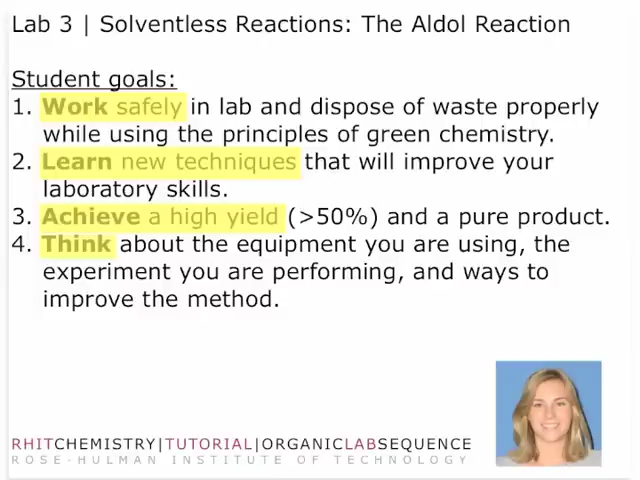 Lab 3 | Solventless Reactions: The Aldol Reaction
Student goals:
1. Work safely in lab and dispose of waste properly
while using the principles of green chemistry.
2. Learn new techniques that will improve your
laboratory skills.
3. Achieve a high yield (>50%) and a pure product.
4. Think about the equipment you are using, the
experiment you are performing, and ways to
improve the method.
RHITCHEMISTRY|TUTORIAL|ORGANICLABSEQUENCE
ROSE-HULMAN INSTITUTE OF TECHNOLOGY